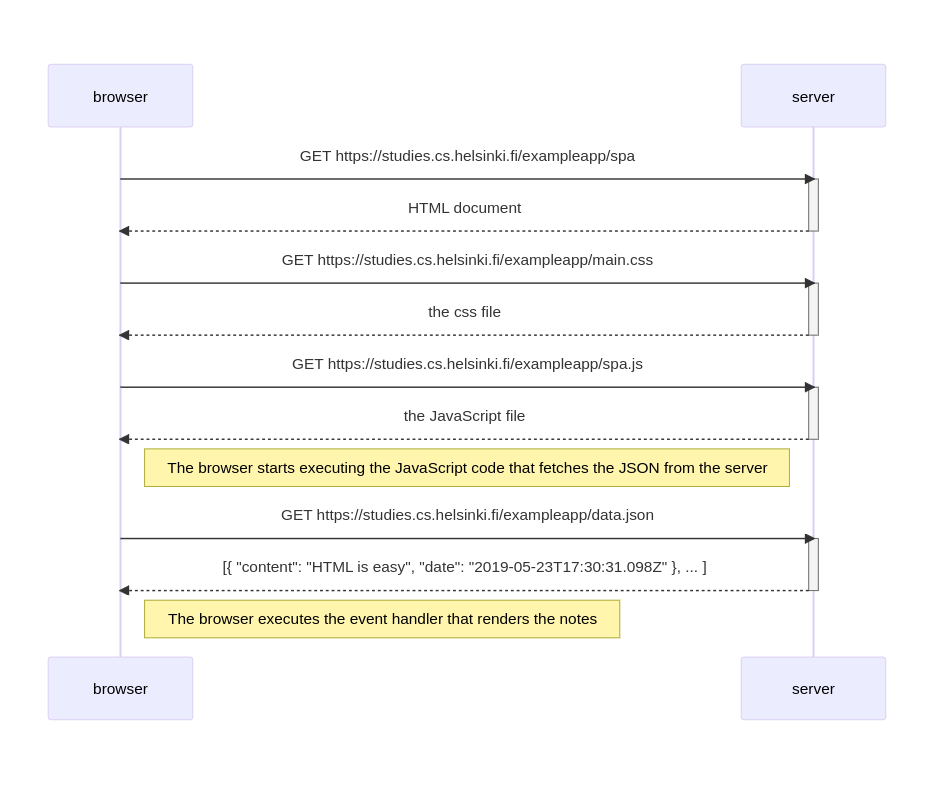 browser
server
GET https://studies.cs.helsinki.fi/exampleapp/spa
HTML document
GET https://studies.cs.helsinki.fi/exampleapp/main.css
the css file
GET https://studies.cs.helsinki.fi/exampleapp/spa.js
the JavaScript file
The browser starts executing the JavaScript code that fetches the JSON from the server
GET https://studies.cs.helsinki.fi/exampleapp/data.json
[{ "content": "HTML is easy", "date": "2019-05-23T17:30:31.098Z" }, ... ]
The browser executes the event handler that renders the notes
browser
server